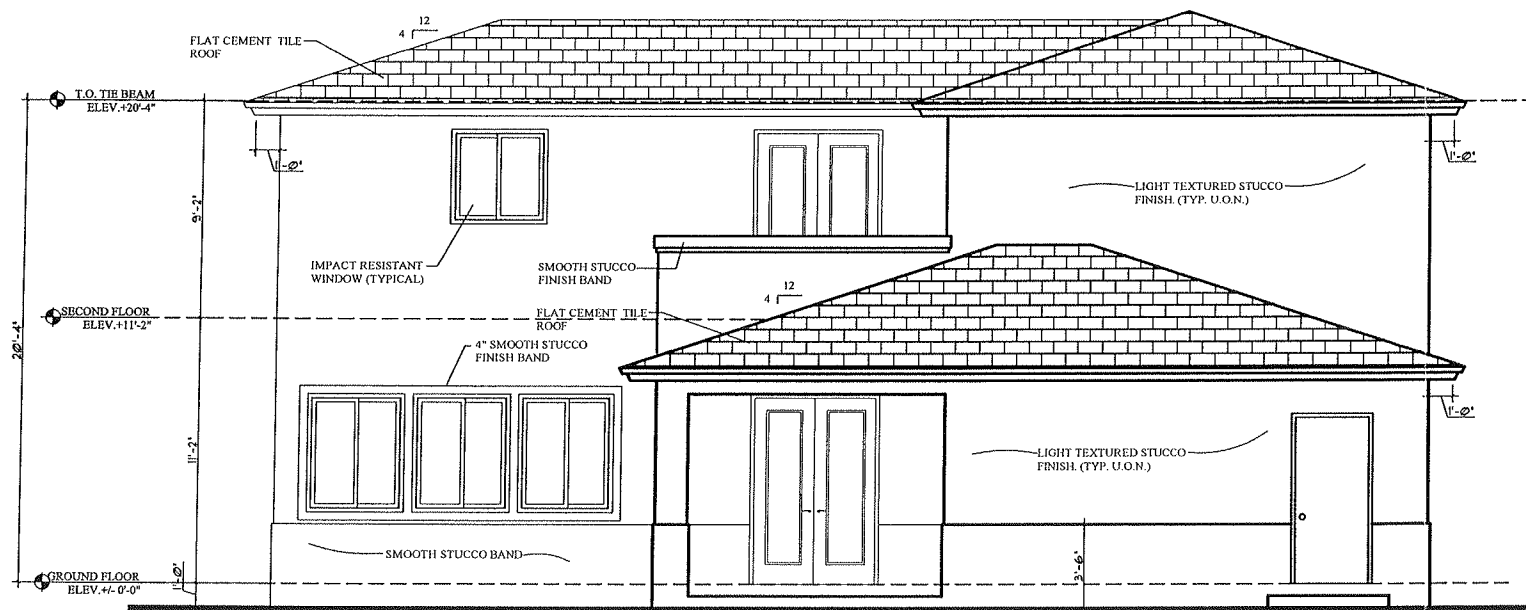 12
4
FLAT CEMENT TILE
ROOF
T.O. TIE BEAM
ELEV.+20'-4"
1'-0"
1'-0"
9'-2"
LIGHT TEXTURED STUCCO
FINISH. (TYP. U.O.N.)
IMPACT RESISTANT
WINDOW (TYPICAL)
SMOOTH STUCCO
FINISH BAND
12
4
SECOND FLOOR
ELEV.+11'-2"
FLAT CEMENT TILE
ROOF
20'-4"
4" SMOOTH STUCCO
FINISH BAND
1'-0"
11'-2"
LIGHT TEXTURED STUCCO
FINISH. (TYP. U.O.N.)
SMOOTH STUCCO BAND
3'-6"
GROUND FLOOR
ELEV.+/- 0'-0"
1'-0"